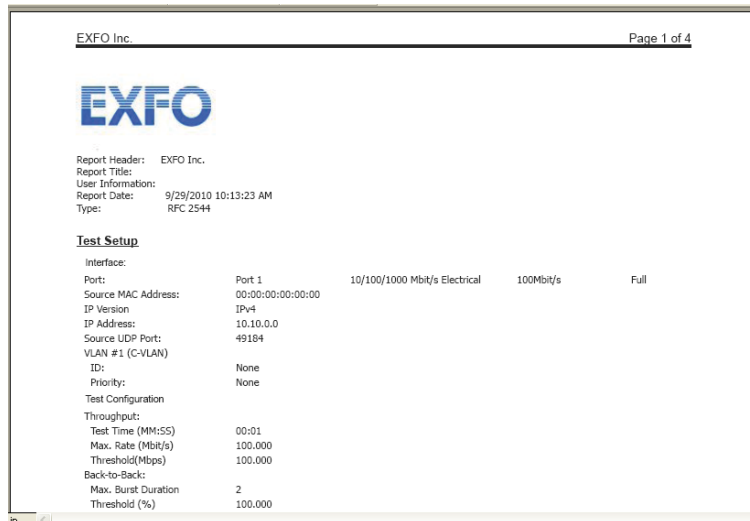 EXFO Inc. Page 1 of 4
EXFO
Report Header: EXFO Inc.
Report Title:
User Information:
Report Date: 9/29/2010 10:13:23 AM
Type: RFC 2544
Test Setup
Interface:
Port: Port 1 10/100/1000 Mbit/s Electrical 100Mbit/s Full
Source MAC Address: 00:00:00:00:00:00
IP Version IPv4
IP Address: 10.10.0.0
Source UDP Port: 49184
VLAN #1 (C-VLAN)
ID: None
Priority: None
Test Configuration
Throughput:
Test Time (MM:SS) 00:01
Max. Rate (Mbit/s) 100.000
Threshold(Mbps) 100.000
Back-to-Back:
Max. Burst Duration 2
Threshold (%) 100.000